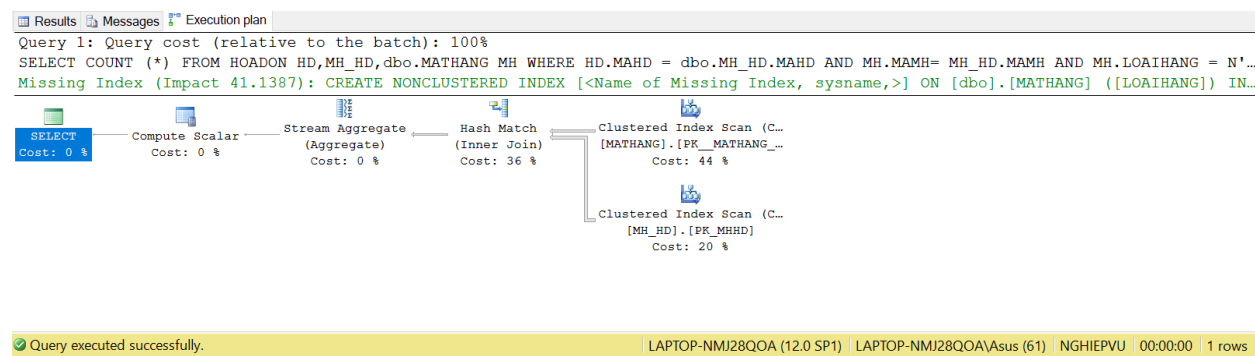 Results Messages Execution plan
Query 1: Query cost (relative to the batch): 100%
SELECT COUNT (*) FROM HOADON HD,MH_HD,dbo.MATHANG MH WHERE HD.MAHD = dbo.MH_HD.MAHD AND MH.MAMH= MH_HD.MAMH AND MH.LOAIHANG = N'…
Missing Index (Impact 41.1387): CREATE NONCLUSTERED INDEX [<Name of Missing Index, sysname,>] ON [dbo].[MATHANG] ([LOAIHANG]) IN…
SELECT
Cost: 0 %
Compute Scalar
Cost: 0 %
Stream Aggregate
(Aggregate)
Cost: 0 %
Hash Match
(Inner Join)
Cost: 36 %
Clustered Index Scan (C…
[MATHANG].[PK__MATHANG_…
Cost: 44 %
Clustered Index Scan (C…
[MH_HD].[PK_MHHD]
Cost: 20 %
Query executed successfully. LAPTOP-NMJ28QOA (12.0 SP1) LAPTOP-NMJ28QOA\Asus (61) NGHIEPVU 00:00:00 1 rows